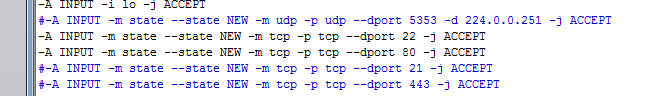 -A INPUT -i lo -j ACCEPT
#-A INPUT -m state --state NEW -m udp -p udp --dport 5353 -d 224.0.0.251 -j ACCEPT
-A INPUT -m state --state NEW -m tcp -p tcp --dport 22 -j ACCEPT
-A INPUT -m state --state NEW -m tcp -p tcp --dport 80 -j ACCEPT
#-A INPUT -m state --state NEW -m tcp -p tcp --dport 21 -j ACCEPT
#-A INPUT -m state --state NEW -m tcp -p tcp --dport 443 -j ACCEPT